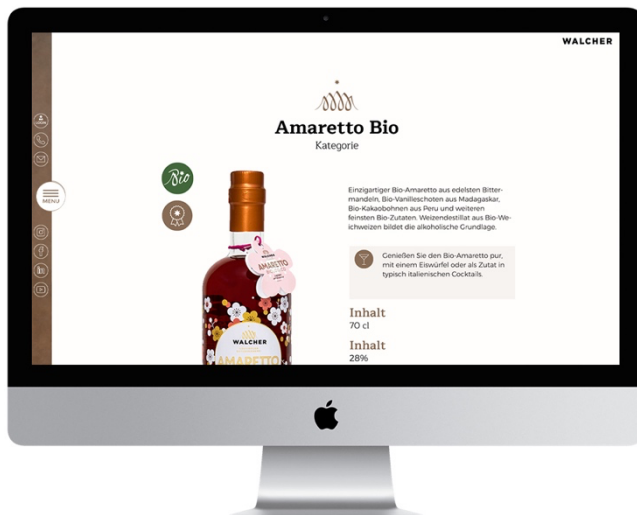 WALCHER
Amaretto Bio
Kategorie
Bio
MENU
Einzigartiger Bio-Amaretto aus edelsten Bitter-
mandeln, Bio-Vanilleschoten aus Madagaskar,
Bio-Kakaobohnen aus Peru und weiteren
feinsten Bio-Zutaten. Weizendestillat aus Bio-We-
ichweizen bildet die alkoholische Grundlage.
Genießen Sie den Bio-Amaretto pur,
mit einem Eiswürfel oder als Zutat in
typisch italienischen Cocktails.
Inhalt
70 cl
Inhalt
28%
AMARETTO
WALCHER
AMARETTO